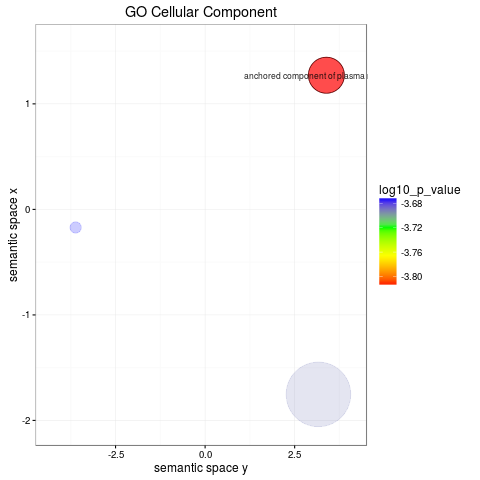 GO Cellular Component
anchored component of plasma
semantic space x
1
0
-1
-2
-2.5
0.0
2.5
semantic space y
log10_p_value
-3.68
-3.72
-3.76
-3.80